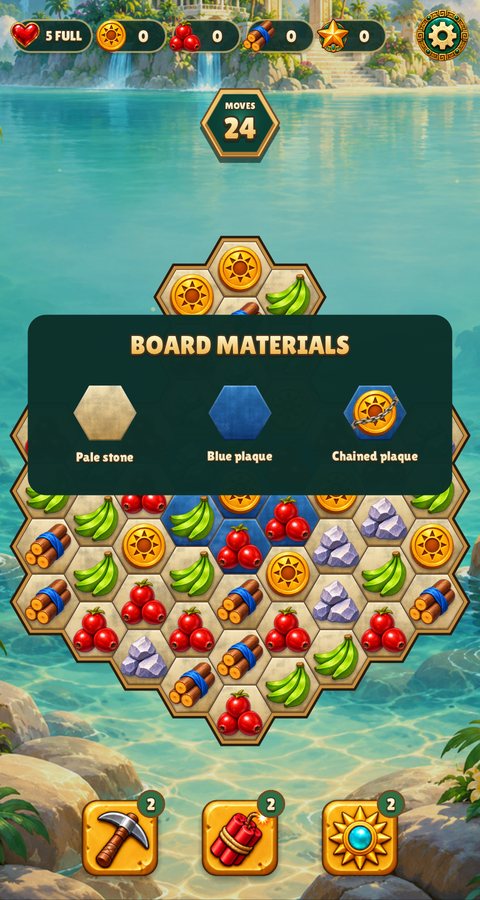 5 FULL 0 0 0 0
MOVES
24
BOARD MATERIALS
Pale stone Blue plaque Chained plaque
2 2 2